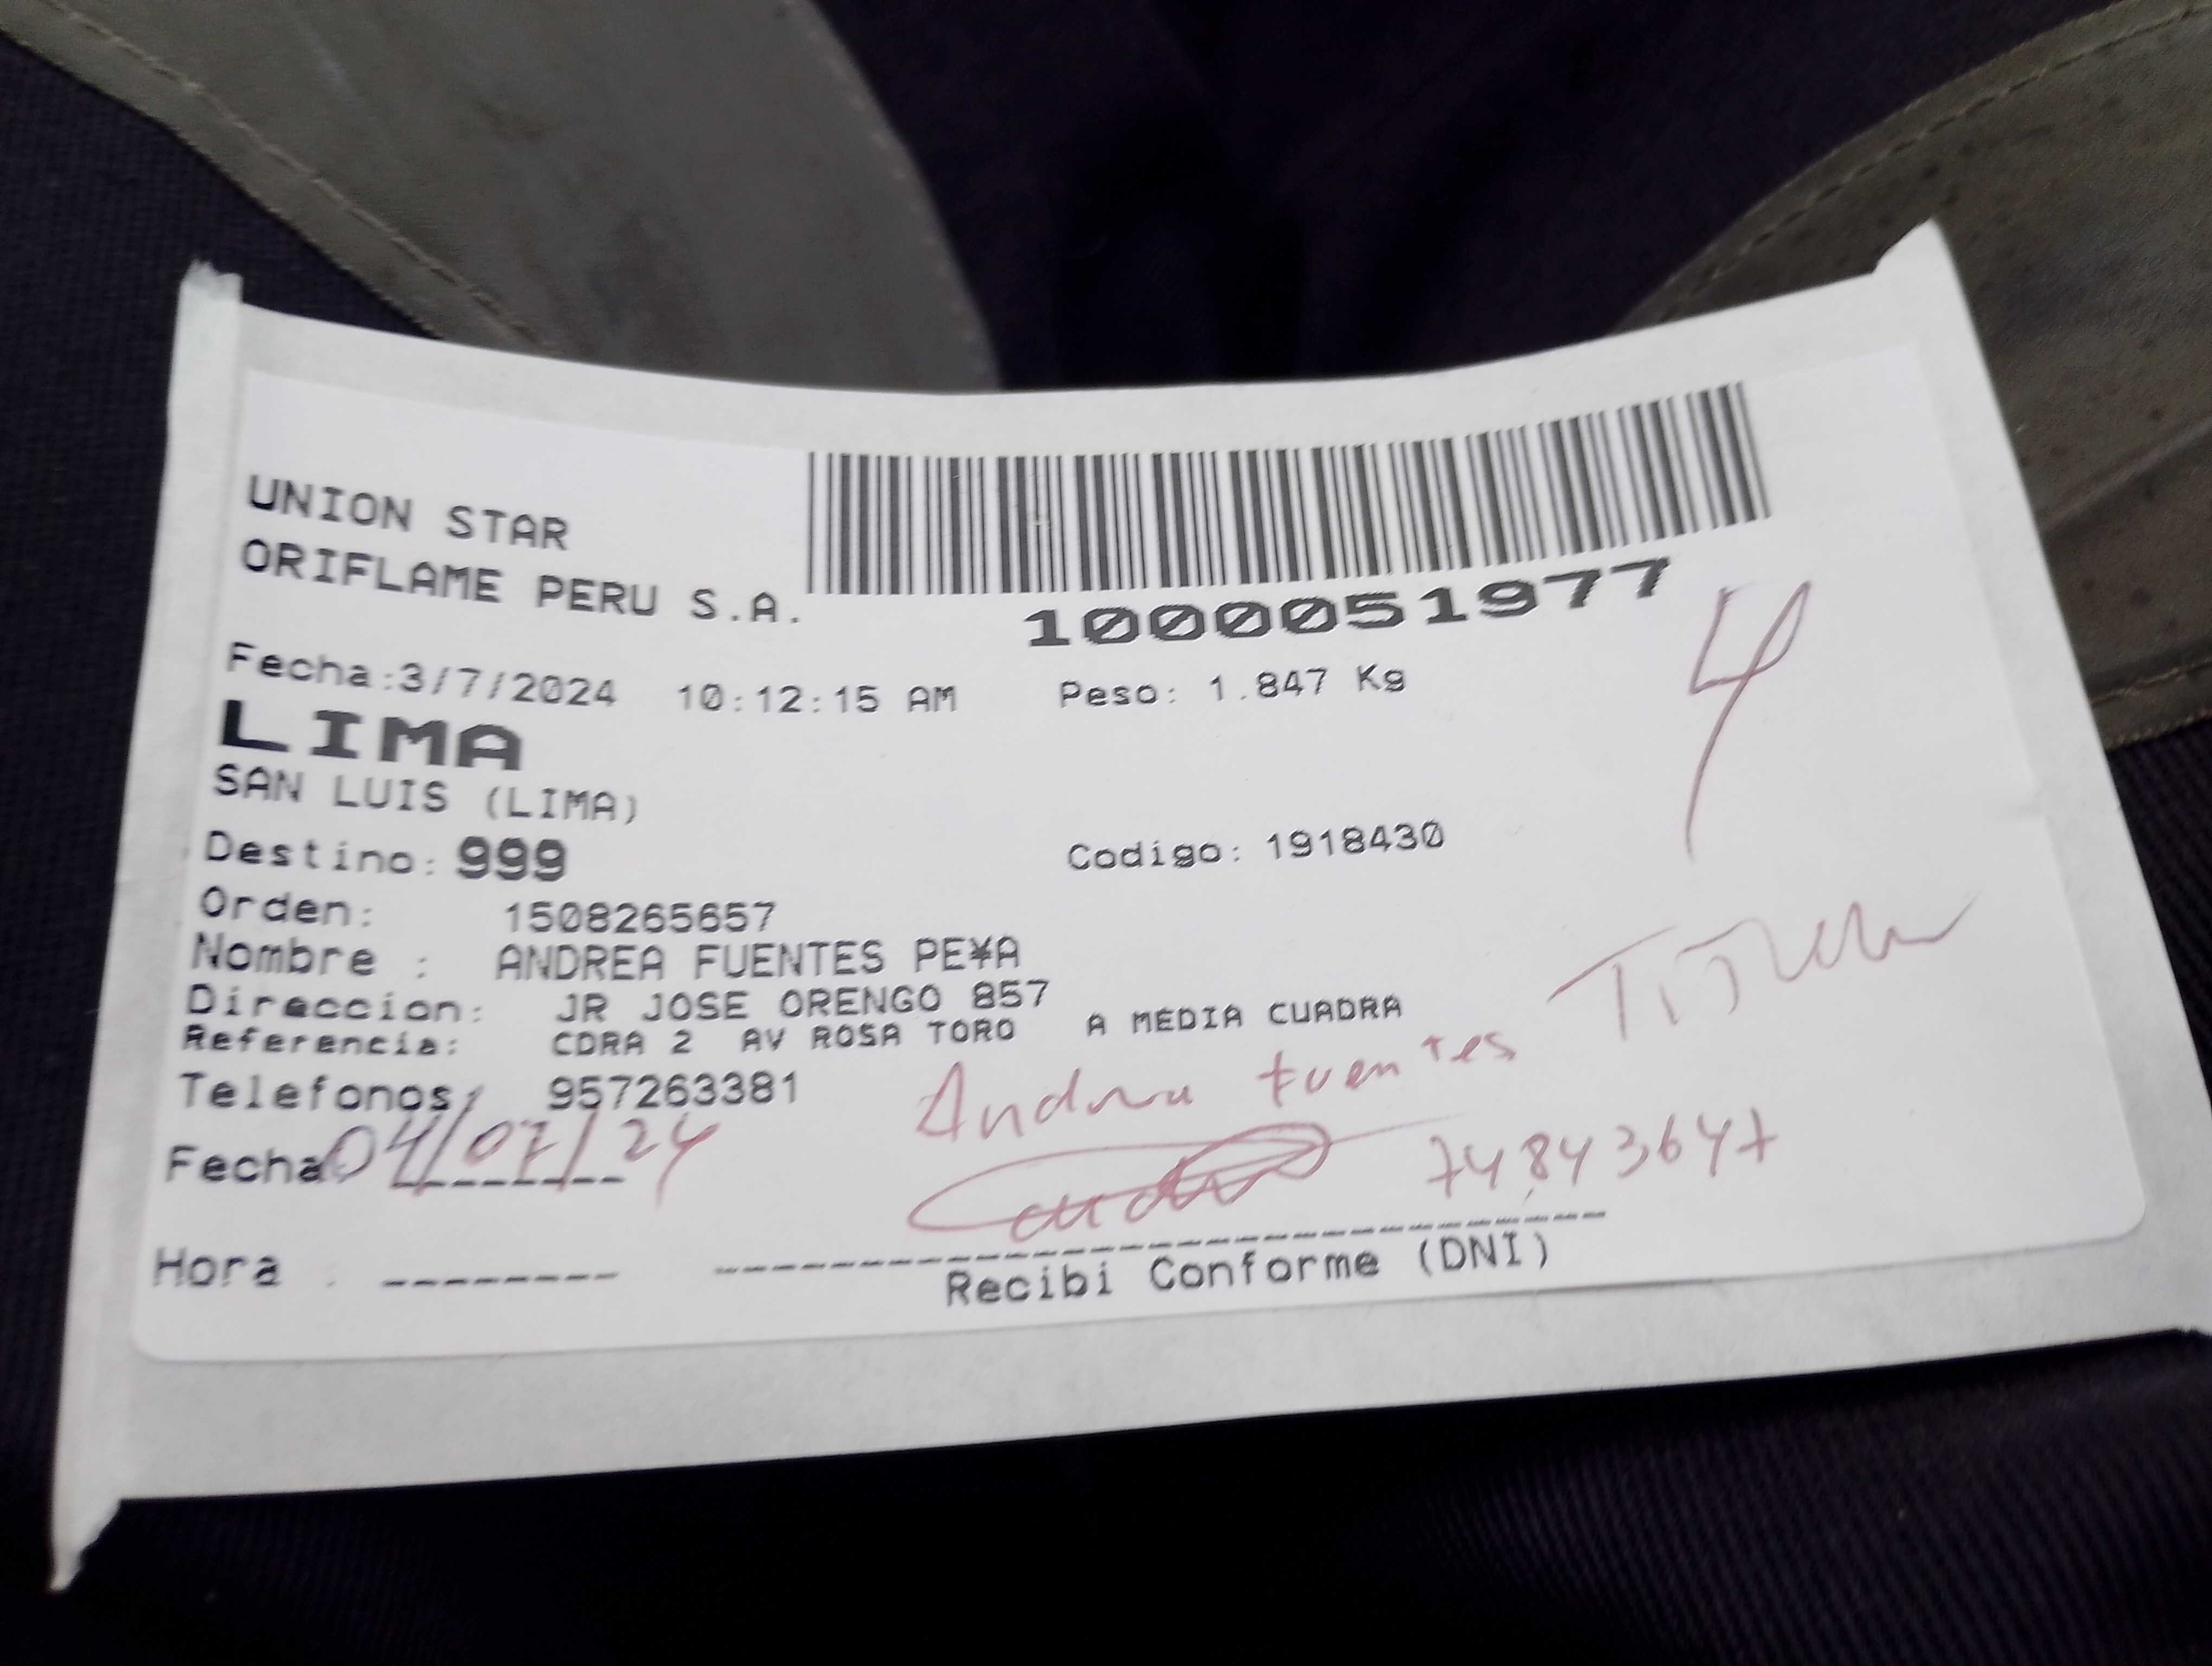 UNION STAR
ORIFLAME PERU S.A.
1000051977
Fecha:3/7/2024 10:12:15 AM Peso: 1.847 Kg
4
LIMA
SAN LUIS (LIMA)
Destino: 999 Codigo: 1918430
Orden: 1508265657
Nombre : ANDREA FUENTES PE¥A
Direccion: JR JOSE ORENGO 857
Referencia: CDRA 2 AV ROSA TORO A MEDIA CUADRA
Telefonos: 957263381
Andrea Fuentes
Fecha 04/07/24
74843647
Hora : --------
Recibi Conforme (DNI)